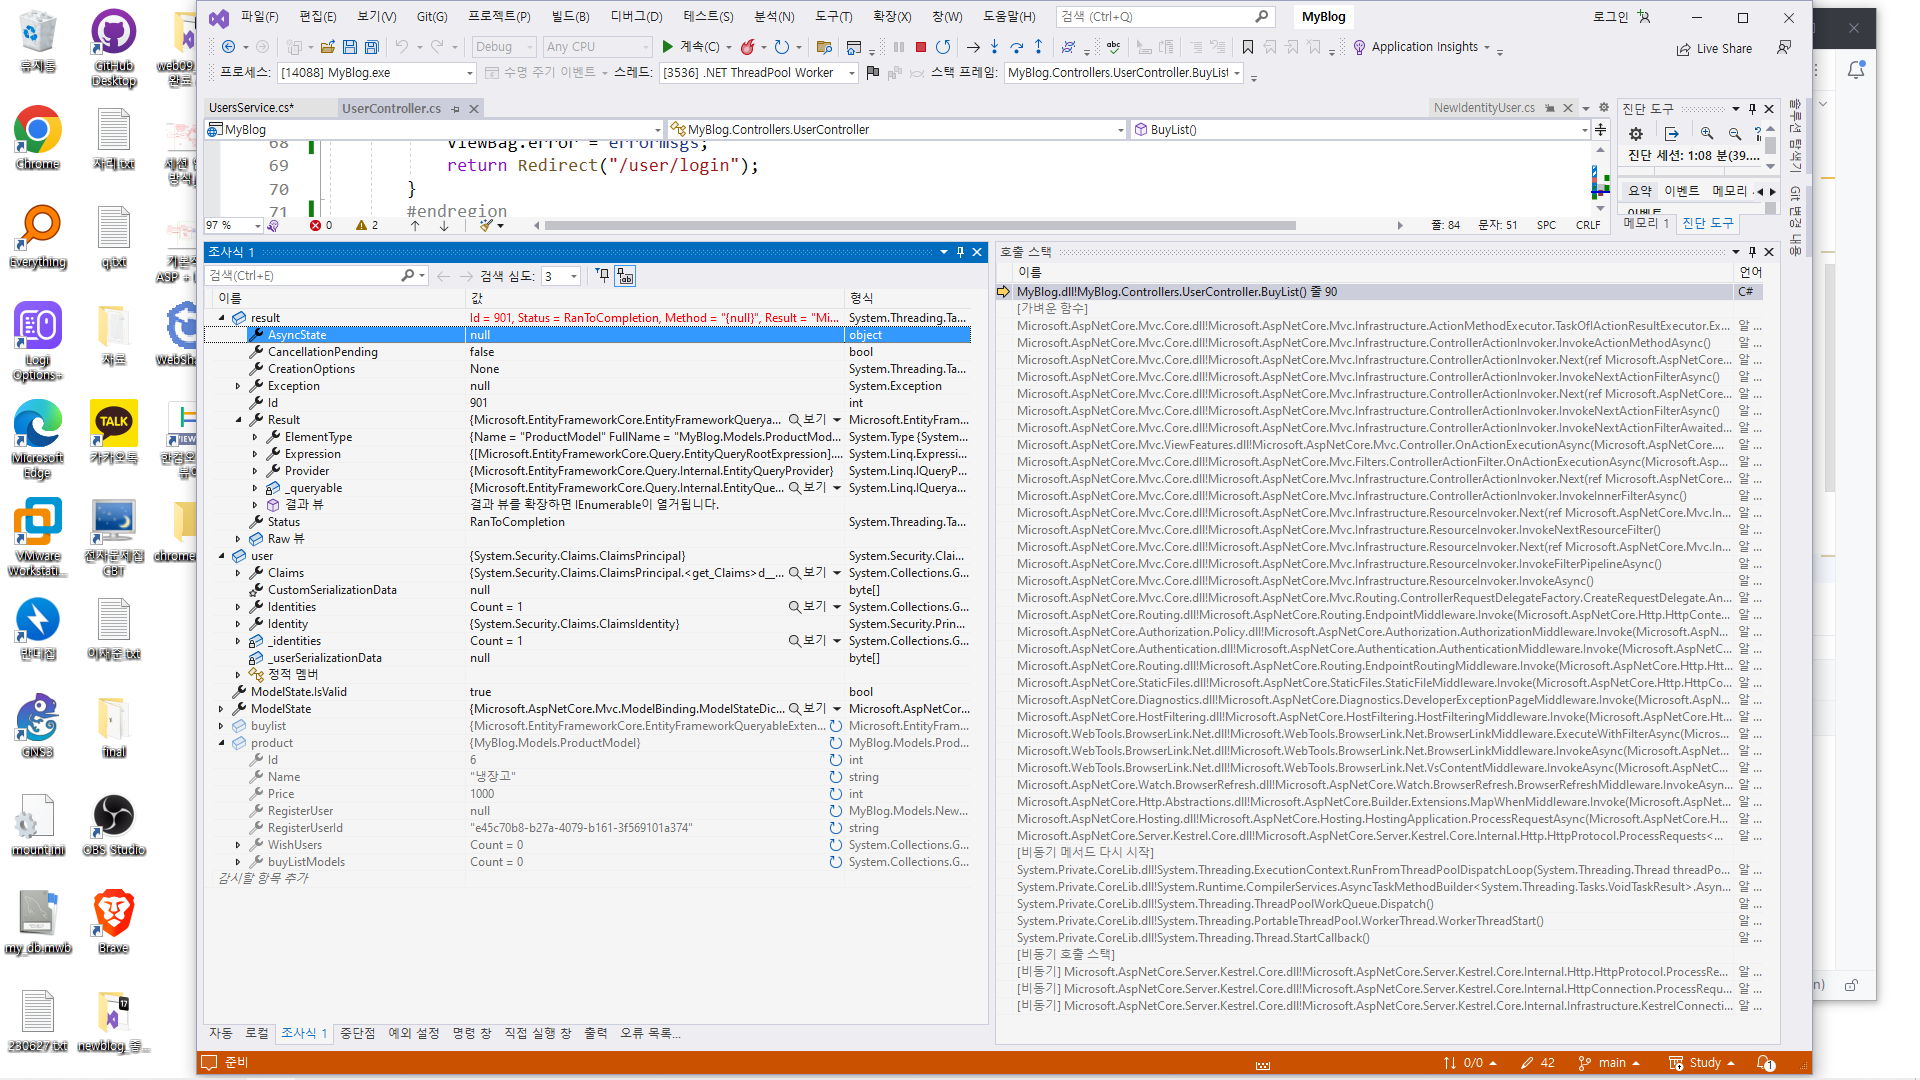 파일(F) 편집(E) 보기(V) Git(G) 프로젝트(P) 빌드(B) 디버그(D) 테스트(S) 분석(N) 도구(T) 확장(X) 창(W) 도움말(H) 검색 (Ctrl+Q) MyBlog 로그인
Debug Any CPU 계속(C) Application Insights Live Share
프로세스: [14088] MyBlog.exe 수명 주기 이벤트 스레드: [3536] .NET ThreadPool Worker 스택 프레임: MyBlog.Controllers.UserController.BuyList
UsersService.cs* UserController.cs NewIdentityUser.cs
MyBlog MyBlog.Controllers.UserController BuyList()
68 ViewBag.error = errormsgs;
69 return Redirect("/user/login");
70 }
71 #endregion
97 % 0 2 줄: 84 문자: 51 SPC CRLF
진단 도구
진단 세션: 1:08 분(39....
요약 이벤트 메모리
이벤트
메모리 1 진단 도구
솔루션 탐색기
Git 변경 내용
조사식 1
검색(Ctrl+E) 검색 심도: 3
이름 값 형식
result Id = 901, Status = RanToCompletion, Method = "{null}", Result = "Mi... System.Threading.Ta...
AsyncState null object
CancellationPending false bool
CreationOptions None System.Threading.Ta...
Exception null System.Exception
Id 901 int
Result {Microsoft.EntityFrameworkCore.EntityFrameworkQuerya... 보기 Microsoft.EntityFram...
ElementType {Name = "ProductModel" FullName = "MyBlog.Models.ProductMod... System.Type {System...
Expression {[Microsoft.EntityFrameworkCore.Query.EntityQueryRootExpression].... System.Linq.Expressi...
Provider {Microsoft.EntityFrameworkCore.Query.Internal.EntityQueryProvider} System.Linq.IQueryP...
_queryable {Microsoft.EntityFrameworkCore.Query.Internal.EntityQue... 보기 System.Linq.IQuerya...
결과 뷰 결과 뷰를 확장하면 IEnumerable이 열거됩니다.
Status RanToCompletion System.Threading.Ta...
Raw 뷰
user {System.Security.Claims.ClaimsPrincipal} System.Security.Clai...
Claims {System.Security.Claims.ClaimsPrincipal.<get_Claims>d__... 보기 System.Collections.G...
CustomSerializationData null byte[]
Identities Count = 1 보기 System.Collections.G...
Identity {System.Security.Claims.ClaimsIdentity} System.Security.Prin...
_identities Count = 1 보기 System.Collections.G...
_userSerializationData null byte[]
정적 멤버
ModelState.IsValid true bool
ModelState {Microsoft.AspNetCore.Mvc.ModelBinding.ModelStateDic... 보기 Microsoft.AspNetCor...
buylist {Microsoft.EntityFrameworkCore.EntityFrameworkQueryableExten... Microsoft.EntityFram...
product {MyBlog.Models.ProductModel} MyBlog.Models.Prod...
Id 6 int
Name "냉장고" string
Price 1000 int
RegisterUser null MyBlog.Models.New...
RegisterUserId "e45c70b8-b27a-4079-b161-3f569101a374" string
WishUsers Count = 0 System.Collections.G...
buyListModels Count = 0 System.Collections.G...
감시할 항목 추가
자동 로컬 조사식 1 중단점 예외 설정 명령 창 직접 실행 창 출력 오류 목록...
호출 스택
이름 언어
MyBlog.dll!MyBlog.Controllers.UserController.BuyList() 줄 90 C#
[가벼운 함수]
Microsoft.AspNetCore.Mvc.Core.dll!Microsoft.AspNetCore.Mvc.Infrastructure.ActionMethodExecutor.TaskOfIActionResultExecutor.Ex... 알 ...
Microsoft.AspNetCore.Mvc.Core.dll!Microsoft.AspNetCore.Mvc.Infrastructure.ControllerActionInvoker.InvokeActionMethodAsync() 알 ...
Microsoft.AspNetCore.Mvc.Core.dll!Microsoft.AspNetCore.Mvc.Infrastructure.ControllerActionInvoker.Next(ref Microsoft.AspNetCore... 알 ...
Microsoft.AspNetCore.Mvc.Core.dll!Microsoft.AspNetCore.Mvc.Infrastructure.ControllerActionInvoker.InvokeNextActionFilterAsync() 알 ...
Microsoft.AspNetCore.Mvc.Core.dll!Microsoft.AspNetCore.Mvc.Infrastructure.ControllerActionInvoker.Next(ref Microsoft.AspNetCore... 알 ...
Microsoft.AspNetCore.Mvc.Core.dll!Microsoft.AspNetCore.Mvc.Infrastructure.ControllerActionInvoker.InvokeNextActionFilterAsync() 알 ...
Microsoft.AspNetCore.Mvc.Core.dll!Microsoft.AspNetCore.Mvc.Infrastructure.ControllerActionInvoker.InvokeNextActionFilterAwaited... 알 ...
Microsoft.AspNetCore.Mvc.ViewFeatures.dll!Microsoft.AspNetCore.Mvc.Controller.OnActionExecutionAsync(Microsoft.AspNetCore.... 알 ...
Microsoft.AspNetCore.Mvc.Core.dll!Microsoft.AspNetCore.Mvc.Filters.ControllerActionFilter.OnActionExecutionAsync(Microsoft.Asp... 알 ...
Microsoft.AspNetCore.Mvc.Core.dll!Microsoft.AspNetCore.Mvc.Infrastructure.ControllerActionInvoker.Next(ref Microsoft.AspNetCore... 알 ...
Microsoft.AspNetCore.Mvc.Core.dll!Microsoft.AspNetCore.Mvc.Infrastructure.ControllerActionInvoker.InvokeInnerFilterAsync() 알 ...
Microsoft.AspNetCore.Mvc.Core.dll!Microsoft.AspNetCore.Mvc.Infrastructure.ResourceInvoker.Next(ref Microsoft.AspNetCore.Mvc.In... 알 ...
Microsoft.AspNetCore.Mvc.Core.dll!Microsoft.AspNetCore.Mvc.Infrastructure.ResourceInvoker.InvokeNextResourceFilter() 알 ...
Microsoft.AspNetCore.Mvc.Core.dll!Microsoft.AspNetCore.Mvc.Infrastructure.ResourceInvoker.Next(ref Microsoft.AspNetCore.Mvc.In... 알 ...
Microsoft.AspNetCore.Mvc.Core.dll!Microsoft.AspNetCore.Mvc.Infrastructure.ResourceInvoker.InvokeFilterPipelineAsync() 알 ...
Microsoft.AspNetCore.Mvc.Core.dll!Microsoft.AspNetCore.Mvc.Infrastructure.ResourceInvoker.InvokeAsync() 알 ...
Microsoft.AspNetCore.Mvc.Core.dll!Microsoft.AspNetCore.Mvc.Routing.ControllerRequestDelegateFactory.CreateRequestDelegate.An... 알 ...
Microsoft.AspNetCore.Routing.dll!Microsoft.AspNetCore.Routing.EndpointMiddleware.Invoke(Microsoft.AspNetCore.Http.HttpConte... 알 ...
Microsoft.AspNetCore.Authorization.Policy.dll!Microsoft.AspNetCore.Authorization.AuthorizationMiddleware.Invoke(Microsoft.AspN... 알 ...
Microsoft.AspNetCore.Authentication.dll!Microsoft.AspNetCore.Authentication.AuthenticationMiddleware.Invoke(Microsoft.AspNetC... 알 ...
Microsoft.AspNetCore.Routing.dll!Microsoft.AspNetCore.Routing.EndpointRoutingMiddleware.Invoke(Microsoft.AspNetCore.Http.Htt... 알 ...
Microsoft.AspNetCore.StaticFiles.dll!Microsoft.AspNetCore.StaticFiles.StaticFileMiddleware.Invoke(Microsoft.AspNetCore.Http.HttpCo... 알 ...
Microsoft.AspNetCore.Diagnostics.dll!Microsoft.AspNetCore.Diagnostics.DeveloperExceptionPageMiddleware.Invoke(Microsoft.AspN... 알 ...
Microsoft.AspNetCore.HostFiltering.dll!Microsoft.AspNetCore.HostFiltering.HostFilteringMiddleware.Invoke(Microsoft.AspNetCore.Ht... 알 ...
Microsoft.WebTools.BrowserLink.Net.dll!Microsoft.WebTools.BrowserLink.Net.BrowserLinkMiddleware.ExecuteWithFilterAsync(Micros... 알 ...
Microsoft.WebTools.BrowserLink.Net.dll!Microsoft.WebTools.BrowserLink.Net.BrowserLinkMiddleware.InvokeAsync(Microsoft.AspNet... 알 ...
Microsoft.WebTools.BrowserLink.Net.dll!Microsoft.WebTools.BrowserLink.Net.VsContentMiddleware.InvokeAsync(Microsoft.AspNetC... 알 ...
Microsoft.AspNetCore.Watch.BrowserRefresh.dll!Microsoft.AspNetCore.Watch.BrowserRefresh.BrowserRefreshMiddleware.InvokeAsyn... 알 ...
Microsoft.AspNetCore.Http.Abstractions.dll!Microsoft.AspNetCore.Builder.Extensions.MapWhenMiddleware.Invoke(Microsoft.AspNet... 알 ...
Microsoft.AspNetCore.Hosting.dll!Microsoft.AspNetCore.Hosting.HostingApplication.ProcessRequestAsync(Microsoft.AspNetCore.H... 알 ...
Microsoft.AspNetCore.Server.Kestrel.Core.dll!Microsoft.AspNetCore.Server.Kestrel.Core.Internal.Http.HttpProtocol.ProcessRequests<... 알 ...
[비동기 메서드 다시 시작]
System.Private.CoreLib.dll!System.Threading.ExecutionContext.RunFromThreadPoolDispatchLoop(System.Threading.Thread threadPo... 알 ...
System.Private.CoreLib.dll!System.Runtime.CompilerServices.AsyncTaskMethodBuilder<System.Threading.Tasks.VoidTaskResult>.Asyn... 알 ...
System.Private.CoreLib.dll!System.Threading.ThreadPoolWorkQueue.Dispatch() 알 ...
System.Private.CoreLib.dll!System.Threading.PortableThreadPool.WorkerThread.WorkerThreadStart() 알 ...
System.Private.CoreLib.dll!System.Threading.Thread.StartCallback() 알 ...
[비동기 호출 스택]
[비동기] Microsoft.AspNetCore.Server.Kestrel.Core.dll!Microsoft.AspNetCore.Server.Kestrel.Core.Internal.Http.HttpProtocol.ProcessRe... 알 ...
[비동기] Microsoft.AspNetCore.Server.Kestrel.Core.dll!Microsoft.AspNetCore.Server.Kestrel.Core.Internal.HttpConnection.ProcessRequ... 알 ...
[비동기] Microsoft.AspNetCore.Server.Kestrel.Core.dll!Microsoft.AspNetCore.Server.Kestrel.Core.Internal.Infrastructure.KestrelConnecti... 알 ...
준비 0/0 42 main Study 1
휴지통
GitHub Desktop
web09
완료
Chrome
자리.txt
세션
방식
Everything
q.txt
기본
ASP +
Logi Options+
자료
WebSh
Microsoft Edge
TALK
카카오톡
VIEW
한컴오
뷰
VMware Workstati...
전자문제집 CBT
chrome
반디집
이재준.txt
GNS3
final
mount.ini
OBS Studio
my_db.mwb
Brave
230627.txt
newblog_종...